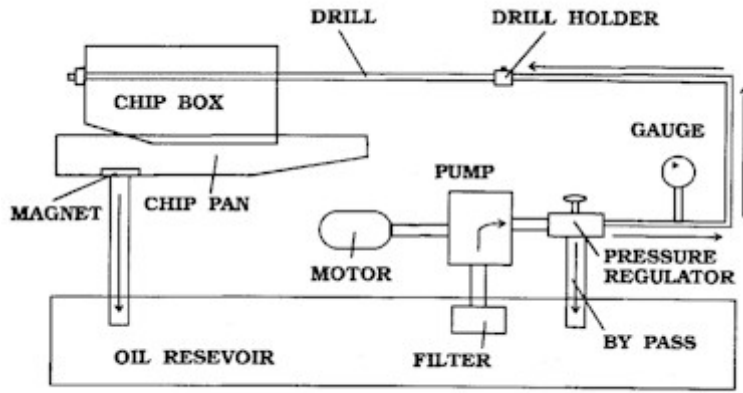 DRILL
DRILL HOLDER
CHIP BOX
GAUGE
PUMP
MAGNET
CHIP PAN
MOTOR
PRESSURE
REGULATOR
OIL RESEVOIR
FILTER
BY PASS